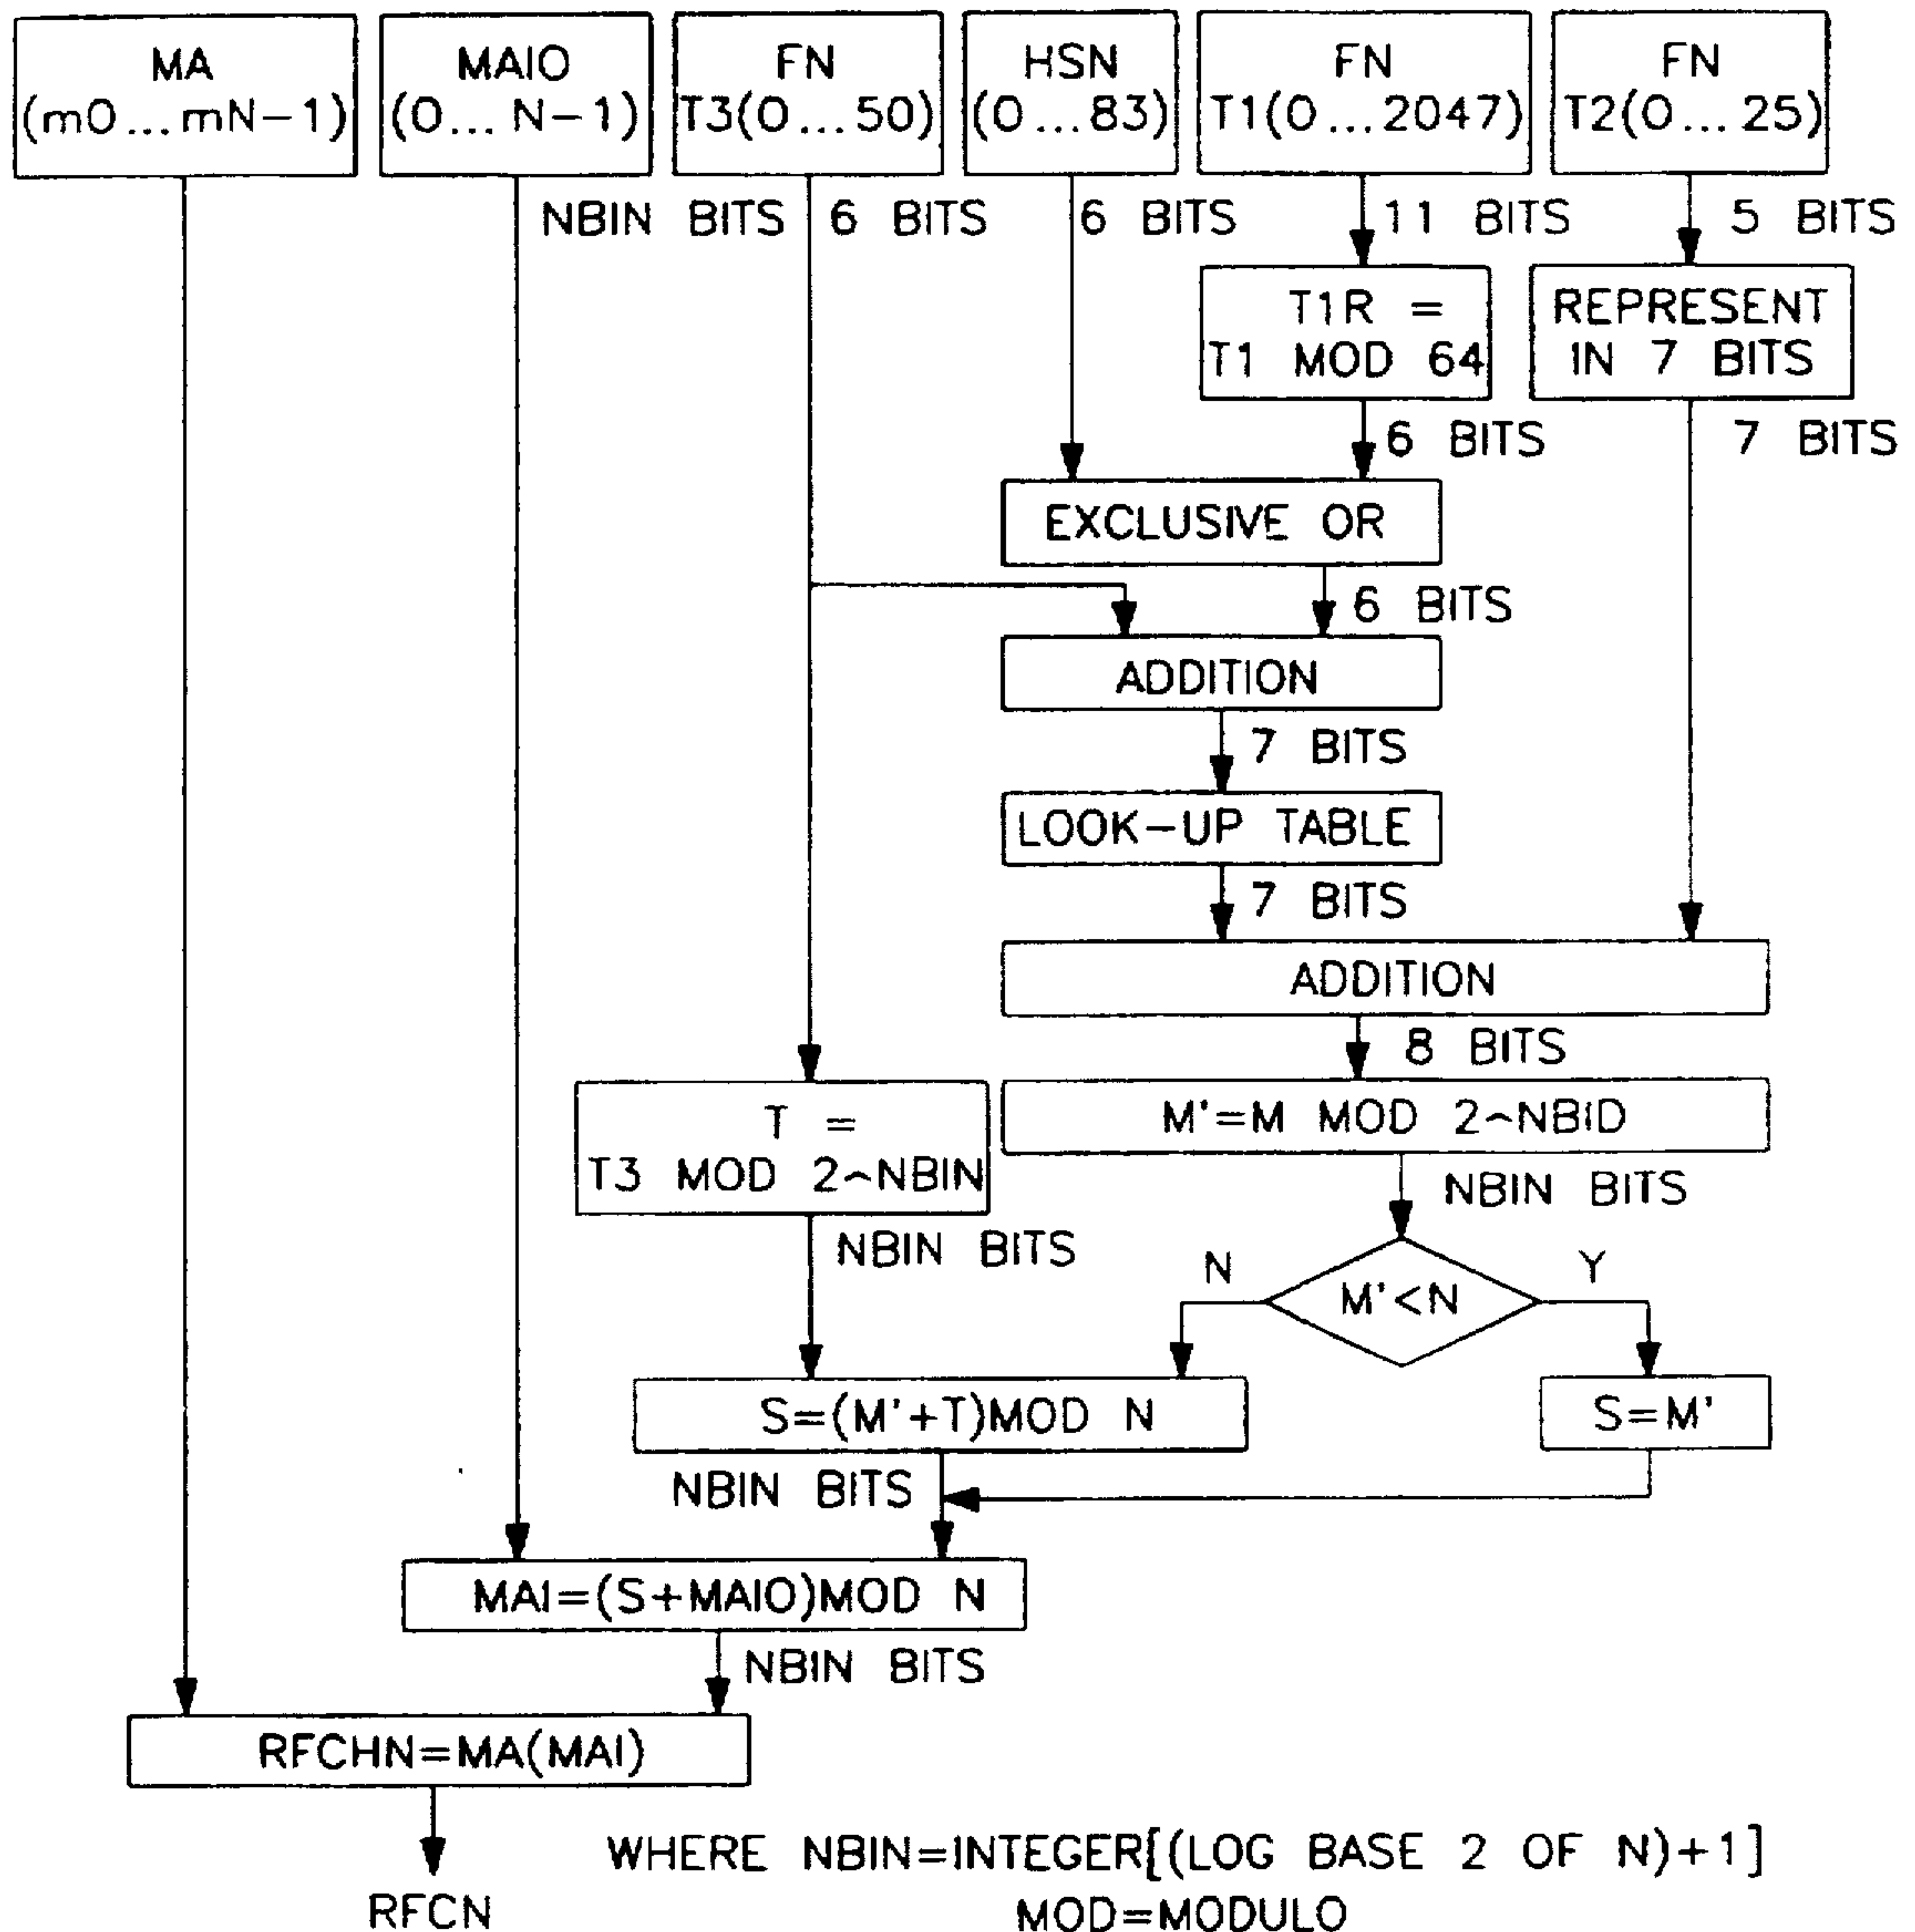 MA
(m0...mN-1)
MAIO
(0... N-1)
FN
T3(0...50)
HSN
(0...83)
FN
T1(0...2047)
FN
T2(0...25)
NBIN BITS
6 BITS
6 BITS
11 BITS
5 BITS
T1R =
T1 MOD 64
REPRESENT
IN 7 BITS
6 BITS
7 BITS
EXCLUSIVE OR
6 BITS
ADDITION
7 BITS
LOOK-UP TABLE
7 BITS
ADDITION
8 BITS
T =
T3 MOD 2~NBIN
M'=M MOD 2~NBID
NBIN BITS
NBIN BITS
N
M'<N
Y
S=(M'+T)MOD N
S=M'
NBIN BITS
MAI=(S+MAIO)MOD N
NBIN BITS
RFCHN=MA(MAI)
RFCN
WHERE NBIN=INTEGER[(LOG BASE 2 OF N)+1]
MOD=MODULO